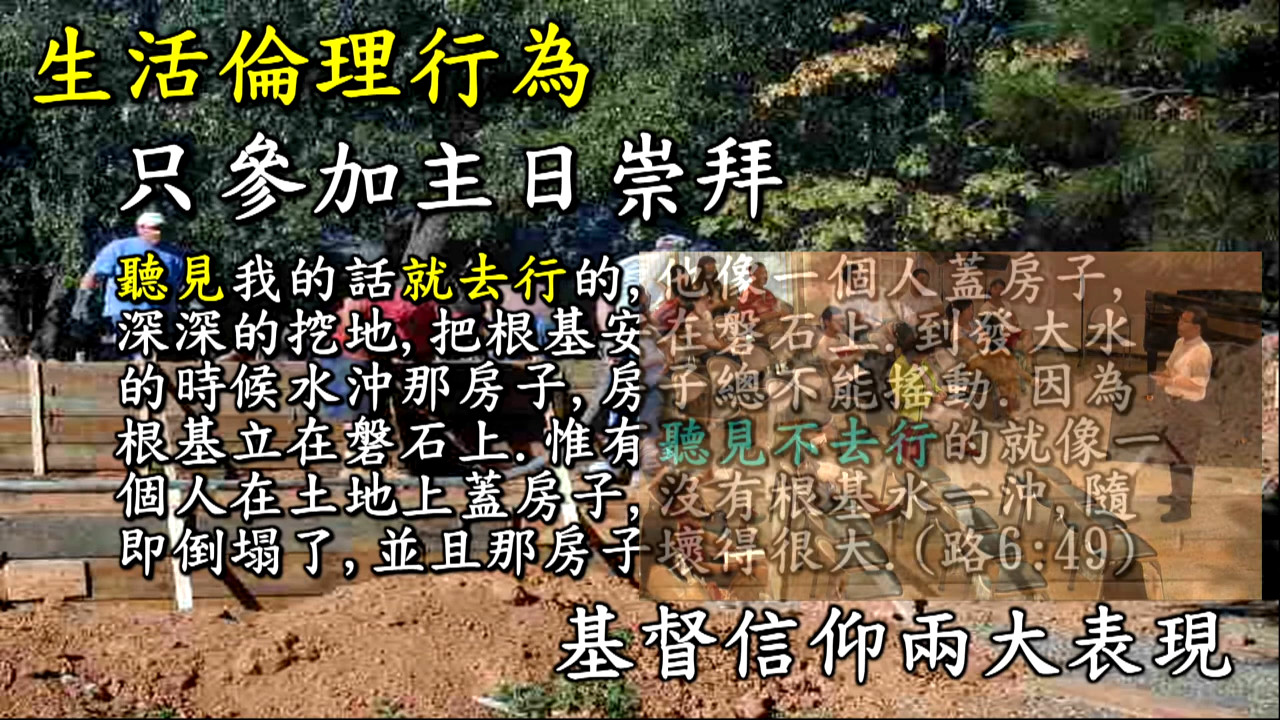 生活倫理行為
只參加主日崇拜
聽見我的話就去行的,他像一個人蓋房子,
深深的挖地,把根基安在磐石上.到發大水
的時候水沖那房子,房子總不能搖動.因為
根基立在磐石上.惟有聽見不去行的就像一
個人在土地上蓋房子,沒有根基水一沖,隨
即倒塌了,並且那房子壞得很大.(路6:49)
基督信仰兩大表現